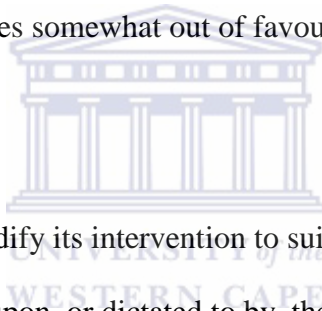 es somewhat out of favou
dify its intervention to sui
UNIVERSITY of the
WESTERN CAPE
upon, or dictated to by, the